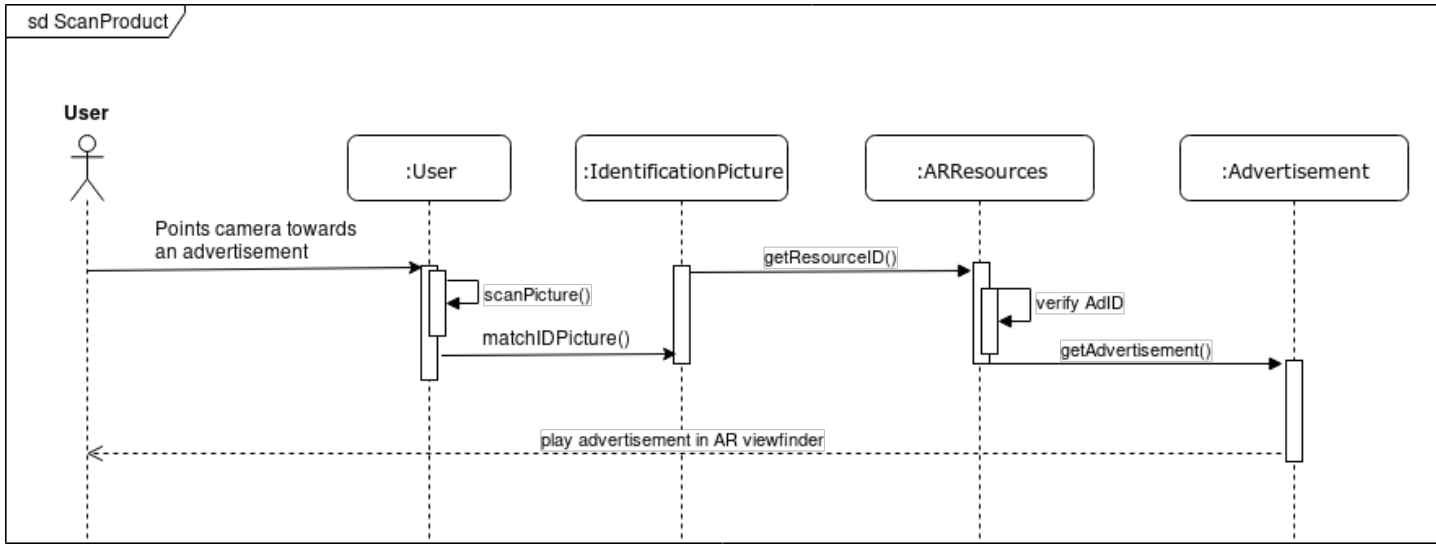 sd ScanProduct
User
:User
:IdentificationPicture
:ARResources
:Advertisement
Points camera towards
an advertisement
getResourceID()
scanPicture()
verify AdID
matchIDPicture()
getAdvertisement()
play advertisement in AR viewfinder